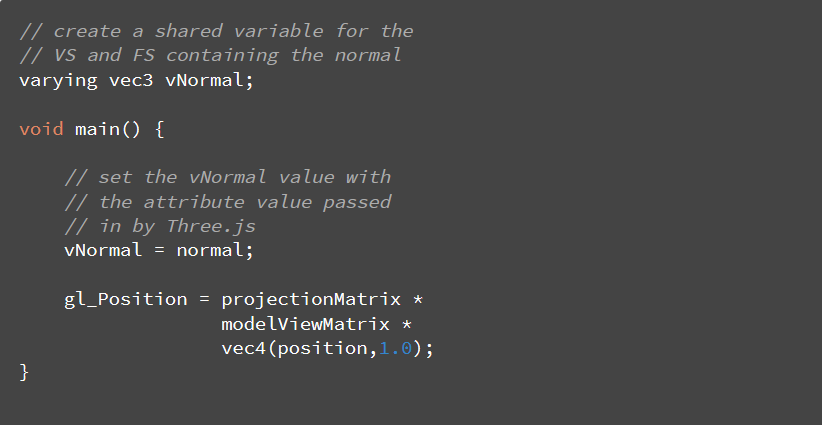 // create a shared variable for the
// VS and FS containing the normal
varying vec3 vNormal;
void main() {
// set the vNormal value with
// the attribute value passed
// in by Three.js
vNormal = normal;
gl_Position = projectionMatrix *
modelViewMatrix *
vec4(position,1.0);
}